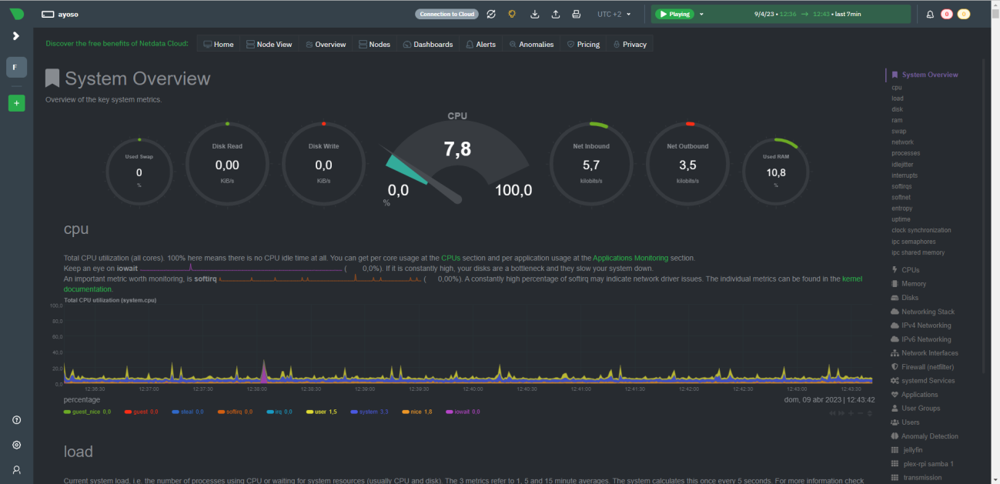 ayoso
Connection to Cloud
UTC +2
Playing
9/4/23 • 12:36 → 12:43 • last 7min
0
0
F
+
Discover the free benefits of Netdata Cloud:
Home
Node View
Overview
Nodes
Dashboards
Alerts
Anomalies
Pricing
Privacy
System Overview
Overview of the key system metrics.
Used Swap
0
%
Disk Read
0,00
KiB/s
Disk Write
0,0
KiB/s
CPU
7,8
0,0
100,0
%
Net Inbound
5,7
kilobits/s
Net Outbound
3,5
kilobits/s
Used RAM
10,8
%
cpu
Total CPU utilization (all cores). 100% here means there is no CPU idle time at all. You can get per core usage at the CPUs section and per application usage at the Applications Monitoring section.
Keep an eye on iowait ( 0,0%). If it is constantly high, your disks are a bottleneck and they slow your system down.
An important metric worth monitoring, is softirq ( 0,00%). A constantly high percentage of softirq may indicate network driver issues. The individual metrics can be found in the kernel
documentation.
Total CPU utilization (system.cpu)
100.0
80.0
60.0
40.0
20.0
0.0
12:36:30
12:37:00
12:37:30
12:38:00
12:38:30
12:39:00
12:39:30
12:40:00
12:40:30
12:41:00
12:41:30
12:42:00
12:42:30
12:43:00
12:43:30
percentage
dom, 09 abr 2023 | 12:43:42
guest_nice 0,0
guest 0,0
steal 0,0
softirq 0,0
irq 0,0
user 1,5
system 3,3
nice 1,8
iowait 0,0
load
Current system load, i.e. the number of processes using CPU or waiting for system resources (usually CPU and disk). The 3 metrics refer to 1, 5 and 15 minute averages. The system calculates this once every 5 seconds. For more information check
System Overview
cpu
load
disk
ram
swap
network
processes
idlejitter
interrupts
softirqs
softnet
entropy
uptime
clock synchronization
ipc semaphores
ipc shared memory
CPUs
Memory
Disks
Networking Stack
IPv4 Networking
IPv6 Networking
Network Interfaces
Firewall (netfilter)
systemd Services
Applications
User Groups
Users
Anomaly Detection
jellyfin
plex-rpi samba 1
transmission